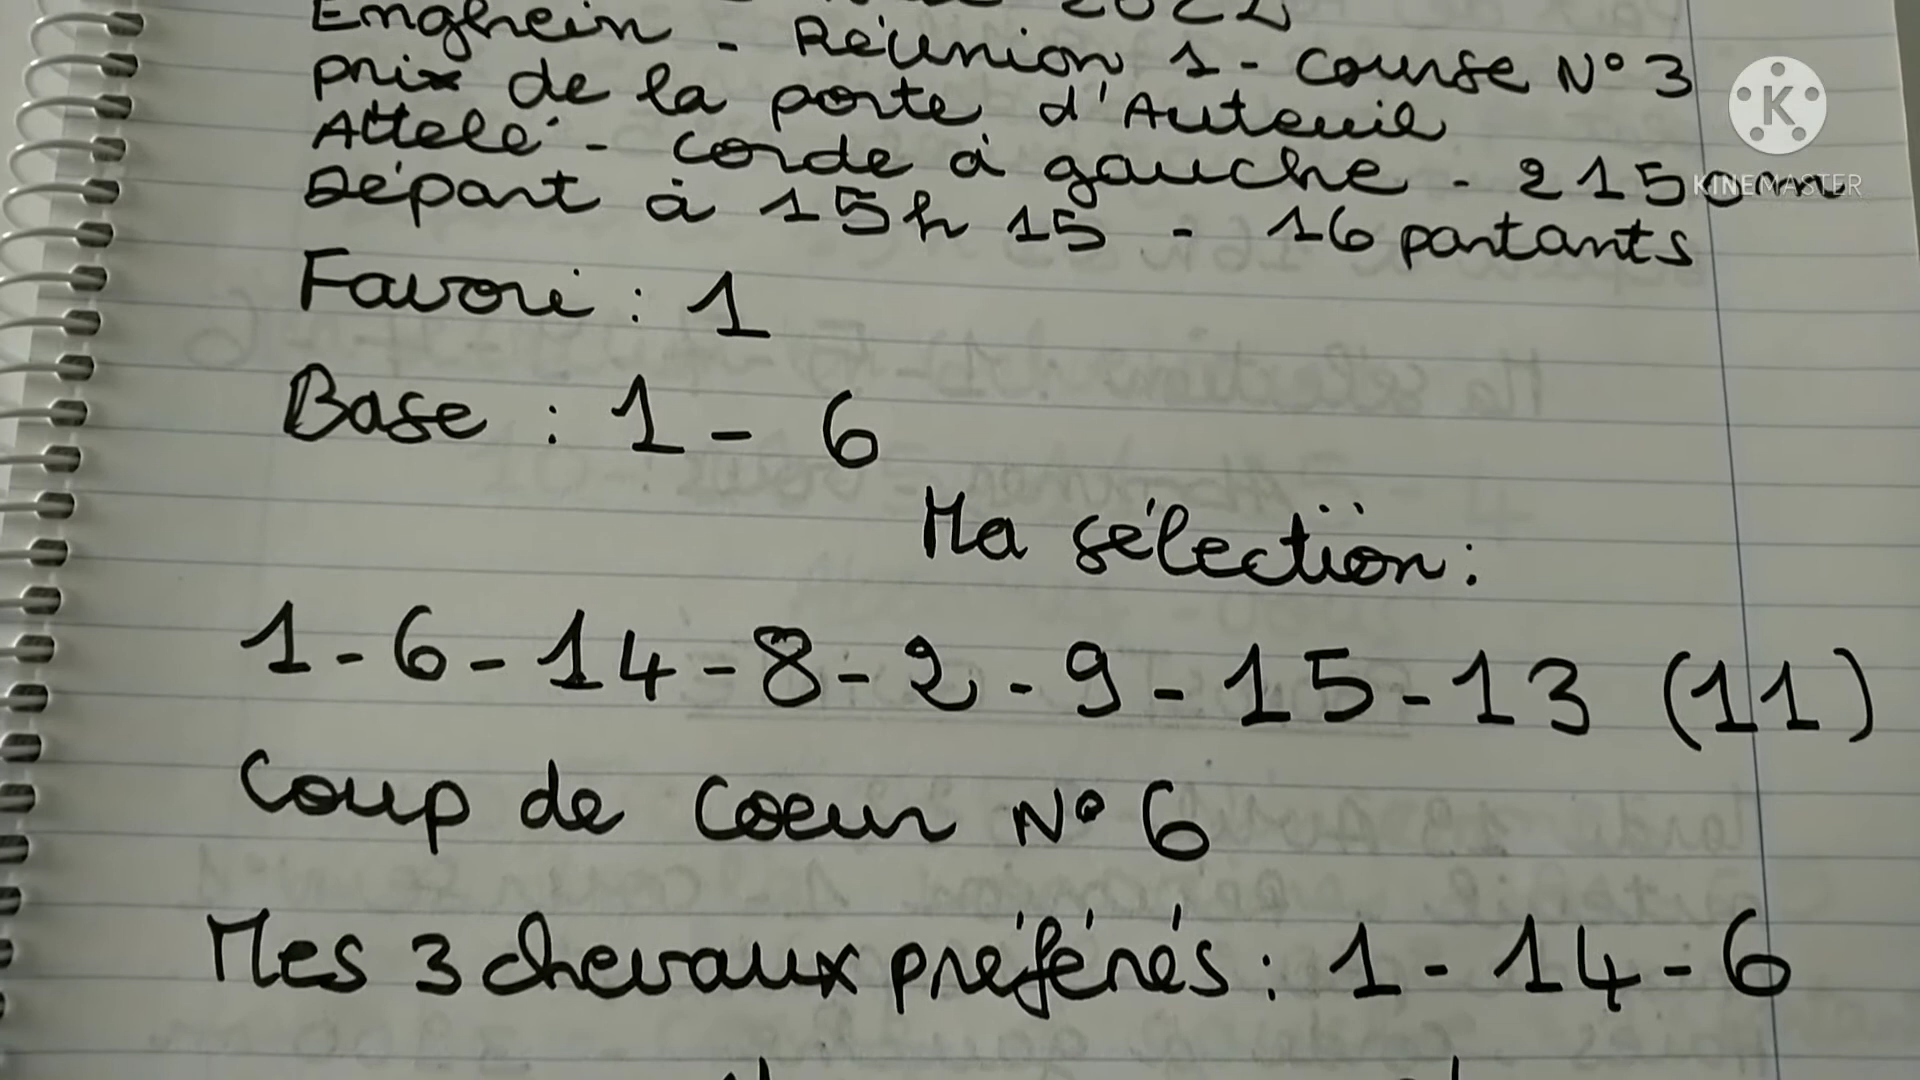 2022
Enghein - Réunion 1 - course N° 3
prix de la porte d'Auteuil
Attelé - corde à gauche - 2150m
Départ à 15h15 - 16 partants
Favori : 1
Base : 1 - 6
Ma sélection :
1 - 6 - 14 - 8 - 2 - 9 - 15 - 13 (11)
Coup de coeur N° 6
Mes 3 chevaux préférés : 1 - 14 - 6
K
KINEMASTER